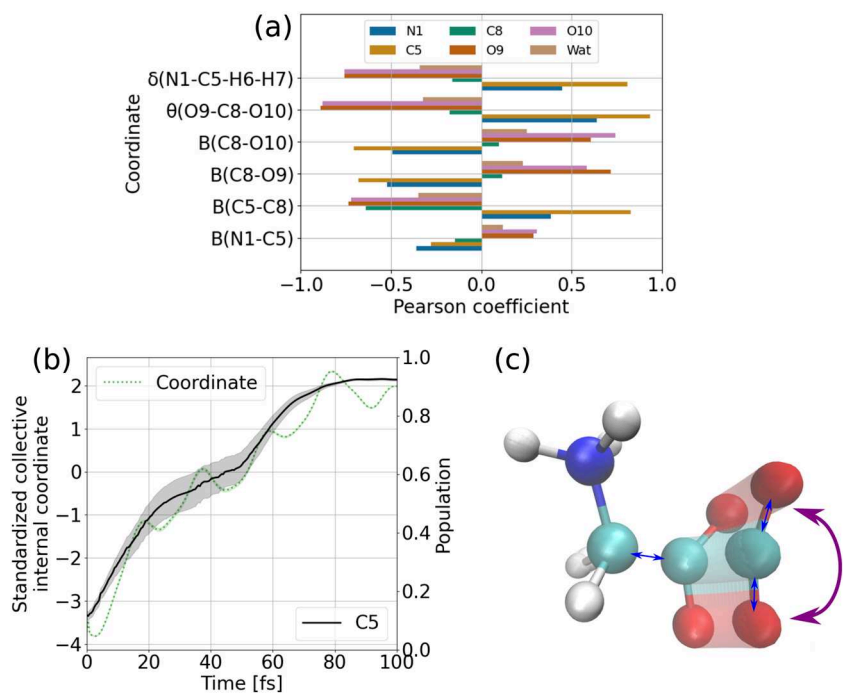 (a)
N1 C8 O10
C5 O9 Wat
Coordinate
δ(N1-C5-H6-H7)
θ(O9-C8-O10)
B(C8-O10)
B(C8-O9)
B(C5-C8)
B(N1-C5)
−1.0 −0.5 0.0 0.5 1.0
Pearson coefficient
(b)
Standardized collective
internal coordinate
2
1
0
−1
−2
−3
−4
Coordinate
C5
1.0
0.8
0.6
0.4
0.2
0.0
Population
0 20 40 60 80 100
Time [fs]
(c)